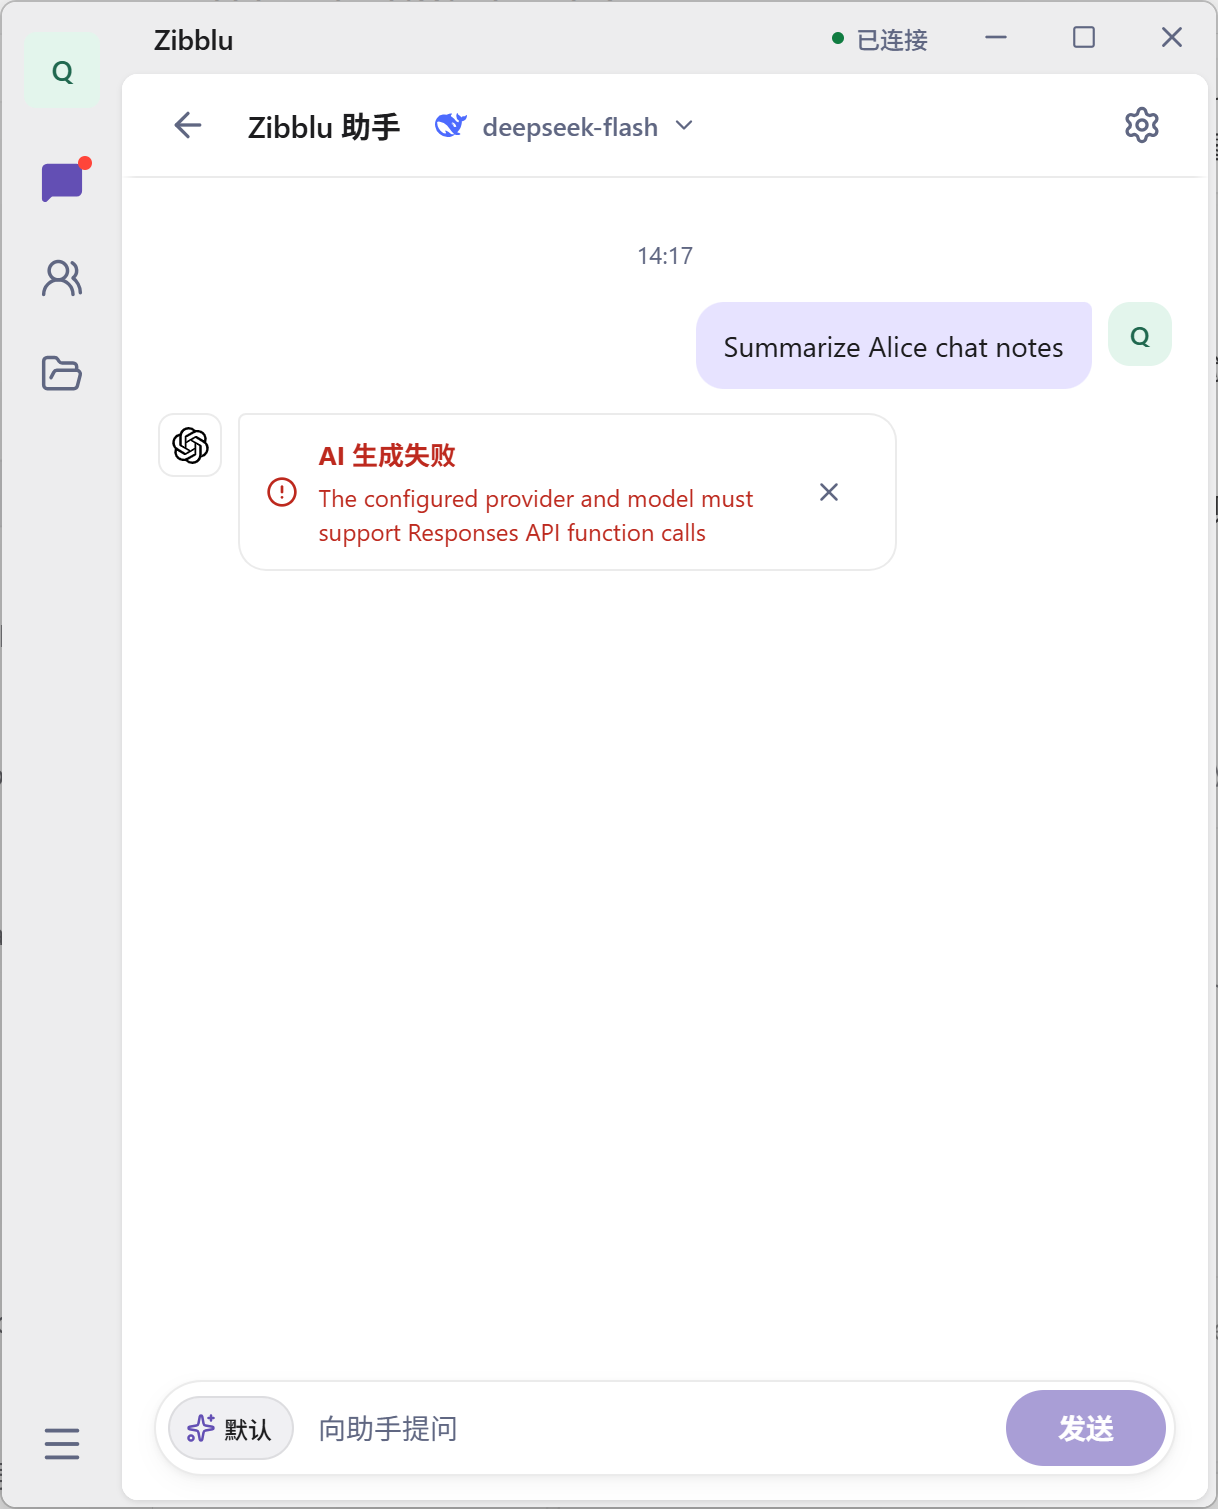 Zibblu
已连接
Q
Zibblu 助手
deepseek-flash
14:17
Summarize Alice chat notes
Q
AI 生成失败
The configured provider and model must
support Responses API function calls
默认
向助手提问
发送